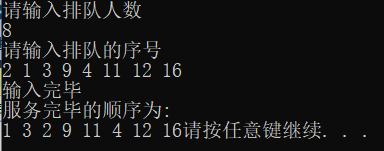 请输入排队人数
8
请输入排队的序号
2 1 3 9 4 11 12 16
输入完毕
服务完毕的顺序为:
1 3 2 9 11 4 12 16请按任意键继续. . .